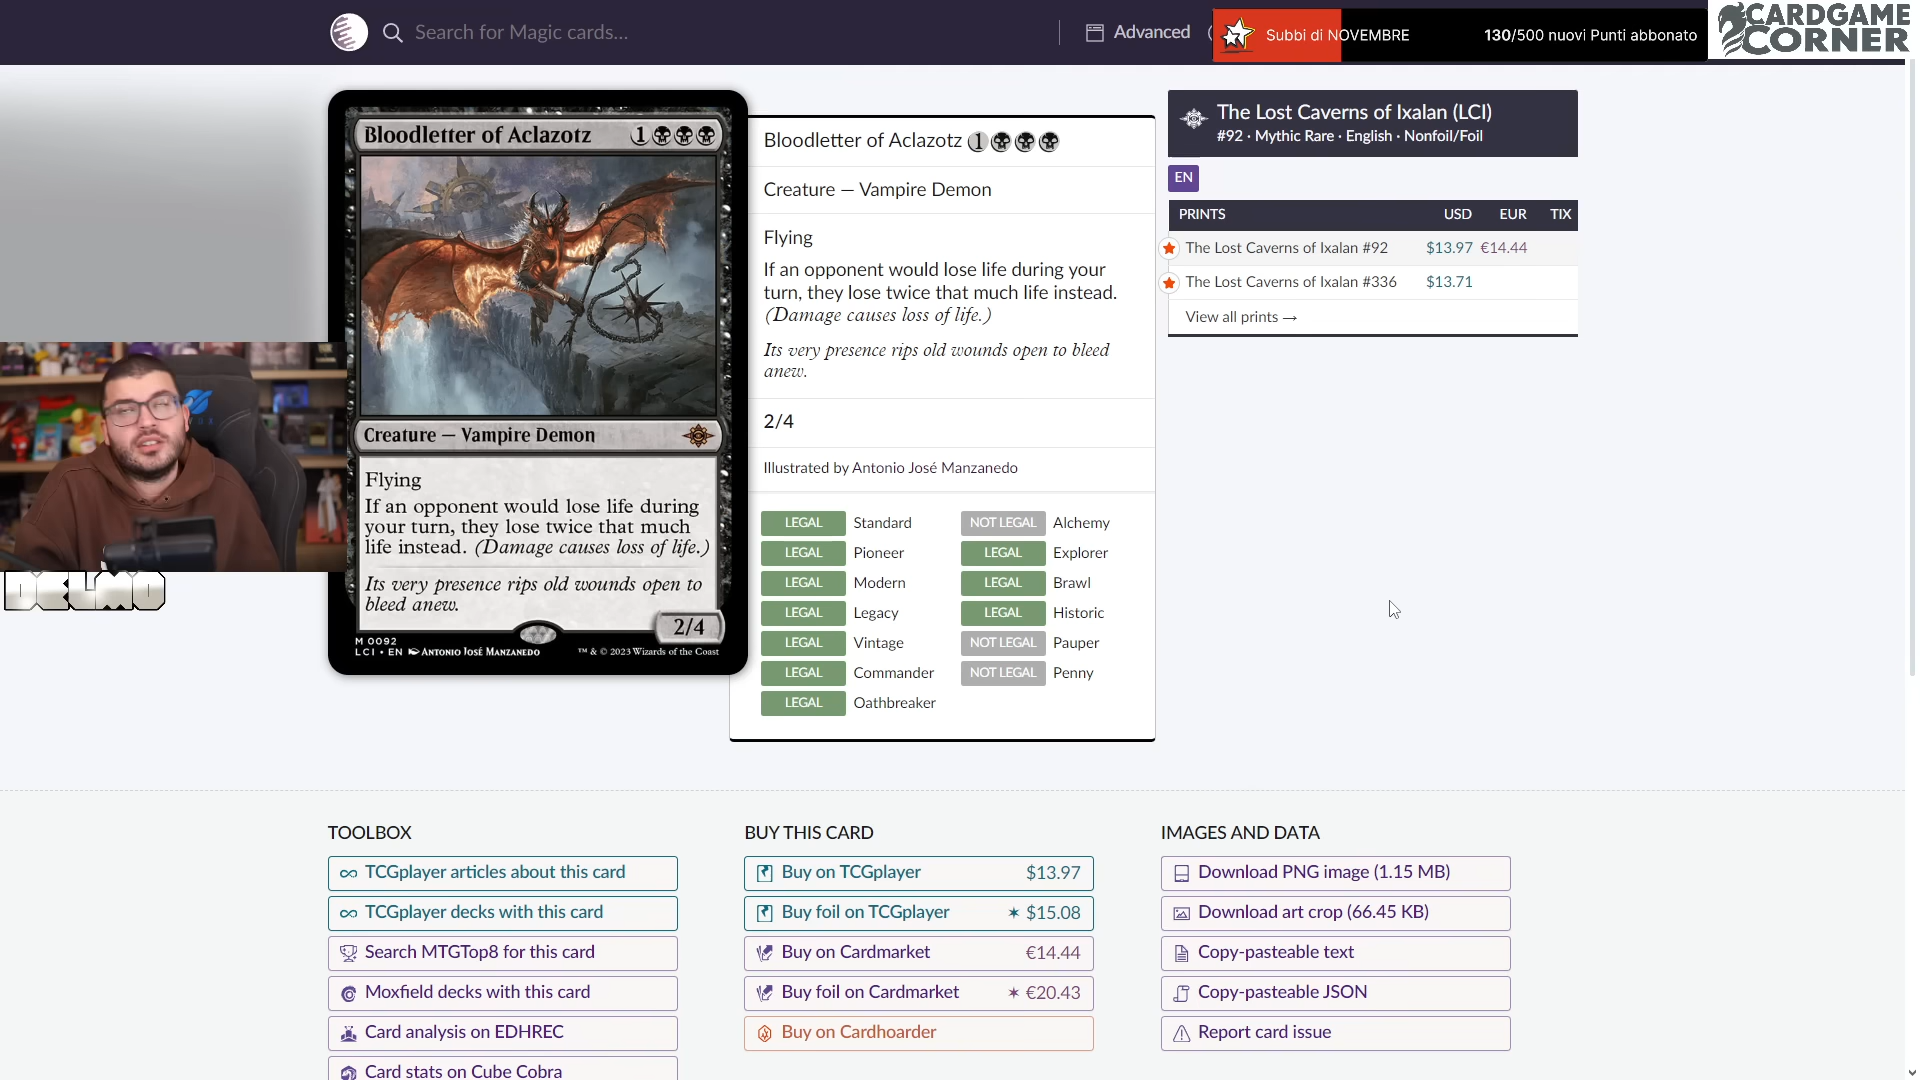 Search for Magic cards...
Advanced
Subbi di NOVEMBRE
130/500 nuovi Punti abbonato
CARDGAME
CORNER
Bloodletter of Aclazotz 1
Creature — Vampire Demon
Flying
If an opponent would lose life during
your turn, they lose twice that much
life instead. (Damage causes loss of life.)
Its very presence rips old wounds open to
bleed anew.
2/4
M 0092
LCI • EN Antonio José Manzanedo
™ & © 2023 Wizards of the Coast
DELMO
Bloodletter of Aclazotz 1
Creature — Vampire Demon
Flying
If an opponent would lose life during your
turn, they lose twice that much life instead.
(Damage causes loss of life.)
Its very presence rips old wounds open to bleed
anew.
2/4
Illustrated by Antonio José Manzanedo
LEGAL Standard NOT LEGAL Alchemy
LEGAL Pioneer LEGAL Explorer
LEGAL Modern LEGAL Brawl
LEGAL Legacy LEGAL Historic
LEGAL Vintage NOT LEGAL Pauper
LEGAL Commander NOT LEGAL Penny
LEGAL Oathbreaker
The Lost Caverns of Ixalan (LCI)
#92 · Mythic Rare · English · Nonfoil/Foil
EN
PRINTS USD EUR TIX
The Lost Caverns of Ixalan #92 $13.97 €14.44
The Lost Caverns of Ixalan #336 $13.71
View all prints →
TOOLBOX
TCGplayer articles about this card
TCGplayer decks with this card
Search MTGTop8 for this card
Moxfield decks with this card
Card analysis on EDHREC
Card stats on Cube Cobra
BUY THIS CARD
Buy on TCGplayer $13.97
Buy foil on TCGplayer ✶ $15.08
Buy on Cardmarket €14.44
Buy foil on Cardmarket ✶ €20.43
Buy on Cardhoarder
IMAGES AND DATA
Download PNG image (1.15 MB)
Download art crop (66.45 KB)
Copy-pasteable text
Copy-pasteable JSON
Report card issue